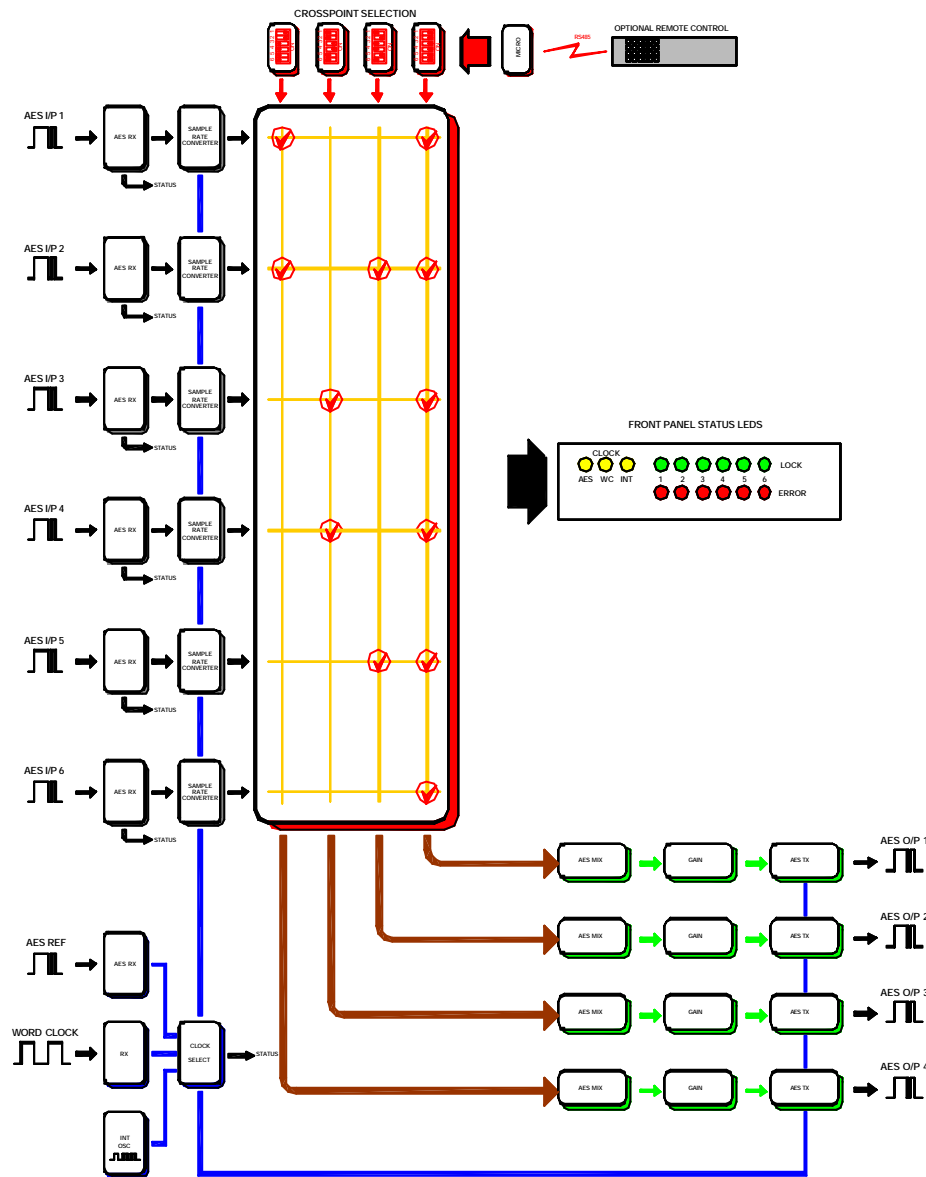 CROSSPOINT SELECTION
MICRO
RS485
OPTIONAL REMOTE CONTROL
AES I/P 1
AES RX
SAMPLE
RATE
CONVERTER
STATUS
AES I/P 2
AES RX
SAMPLE
RATE
CONVERTER
STATUS
AES I/P 3
AES RX
SAMPLE
RATE
CONVERTER
STATUS
FRONT PANEL STATUS LEDS
CLOCK
AES WC INT
1 2 3 4 5 6
LOCK
ERROR
AES I/P 4
AES RX
SAMPLE
RATE
CONVERTER
STATUS
AES I/P 5
AES RX
SAMPLE
RATE
CONVERTER
STATUS
AES I/P 6
AES RX
SAMPLE
RATE
CONVERTER
STATUS
AES MIX
GAIN
AES TX
AES O/P 1
AES MIX
GAIN
AES TX
AES O/P 2
AES MIX
GAIN
AES TX
AES O/P 3
AES MIX
GAIN
AES TX
AES O/P 4
AES REF
AES RX
WORD CLOCK
RX
CLOCK
SELECT
STATUS
INT
OSC